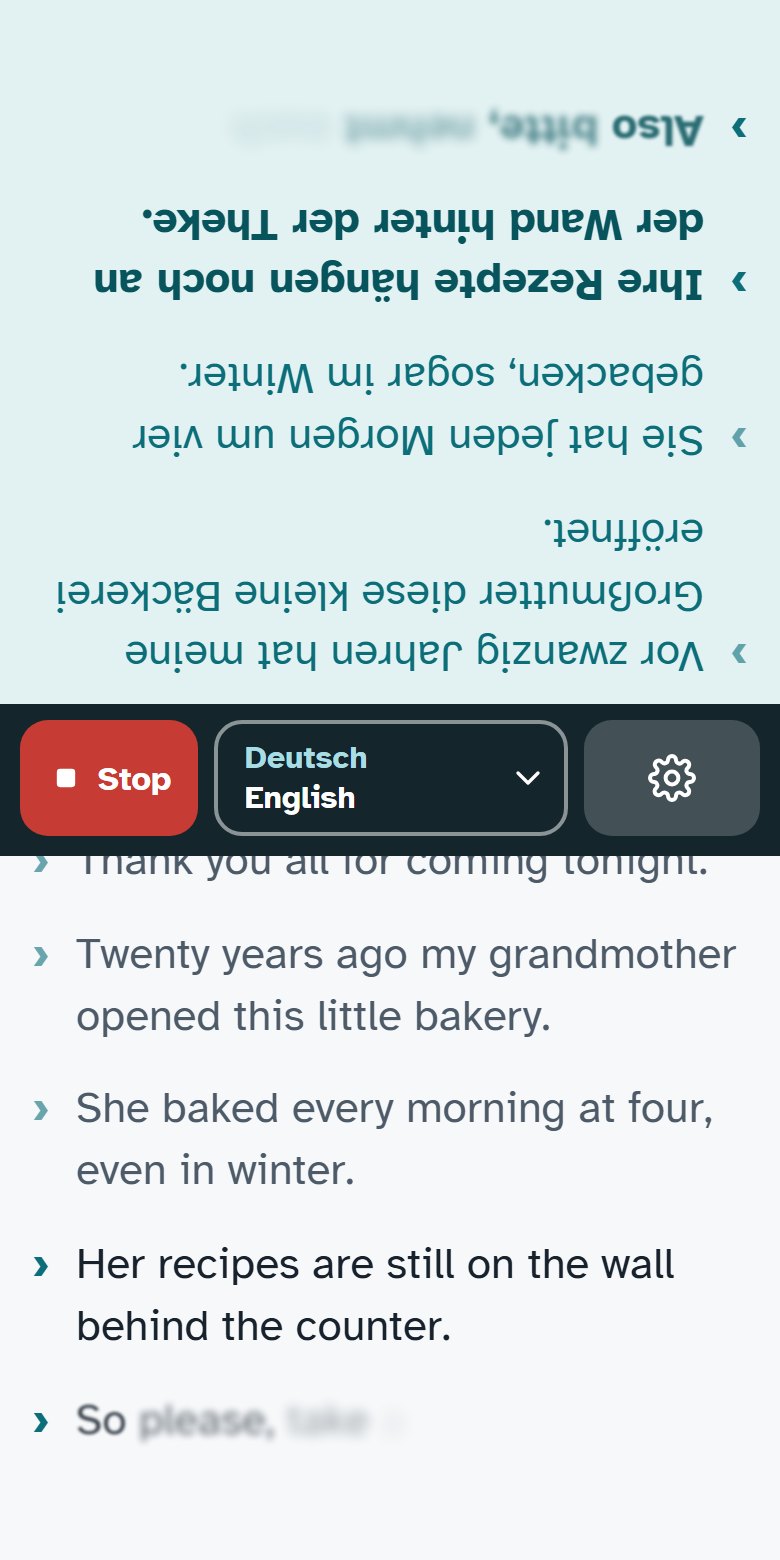 › Vor zwanzig Jahren hat meine
Großmutter diese kleine Bäckerei
eröffnet.
› Sie hat jeden Morgen um vier
gebacken, sogar im Winter.
› Ihre Rezepte hängen noch an
der Wand hinter der Theke.
› Also bitte, nehmt
Stop
Deutsch
English
› Thank you all for coming tonight.
› Twenty years ago my grandmother
opened this little bakery.
› She baked every morning at four,
even in winter.
› Her recipes are still on the wall
behind the counter.
› So please, take